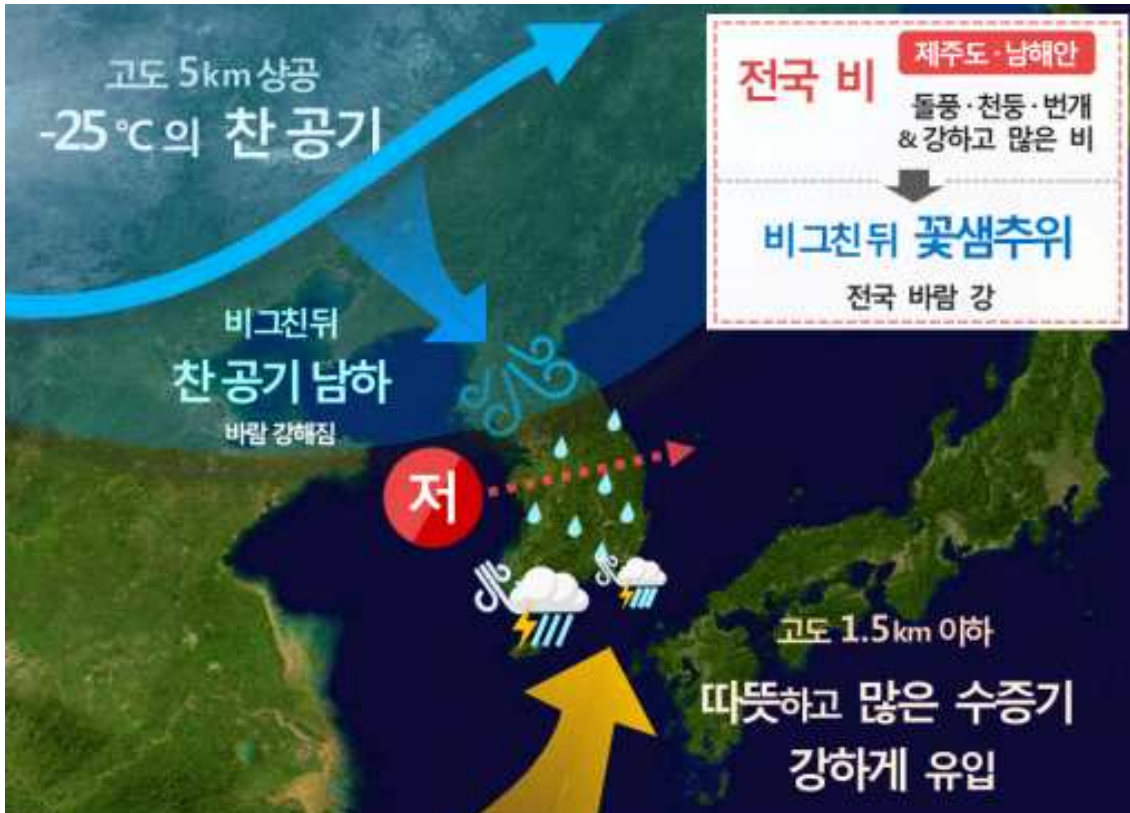 고도 5km 상공
-25℃의 찬 공기
전국 비
제주도·남해안
돌풍·천둥·번개
&강하고 많은 비
비그친뒤 꽃샘추위
전국 바람 강
비그친뒤
찬 공기 남하
바람 강해짐
저
고도 1.5km 이하
따뜻하고 많은 수증기
강하게 유입